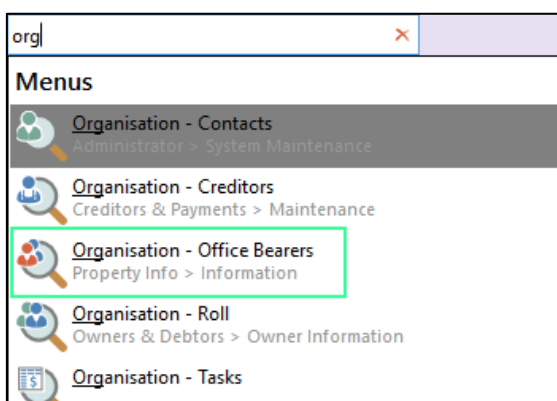 org
Menus
Organisation - Contacts
Administrator > System Maintenance
Organisation - Creditors
Creditors & Payments > Maintenance
Organisation - Office Bearers
Property Info > Information
Organisation - Roll
Owners & Debtors > Owner Information
Organisation - Tasks